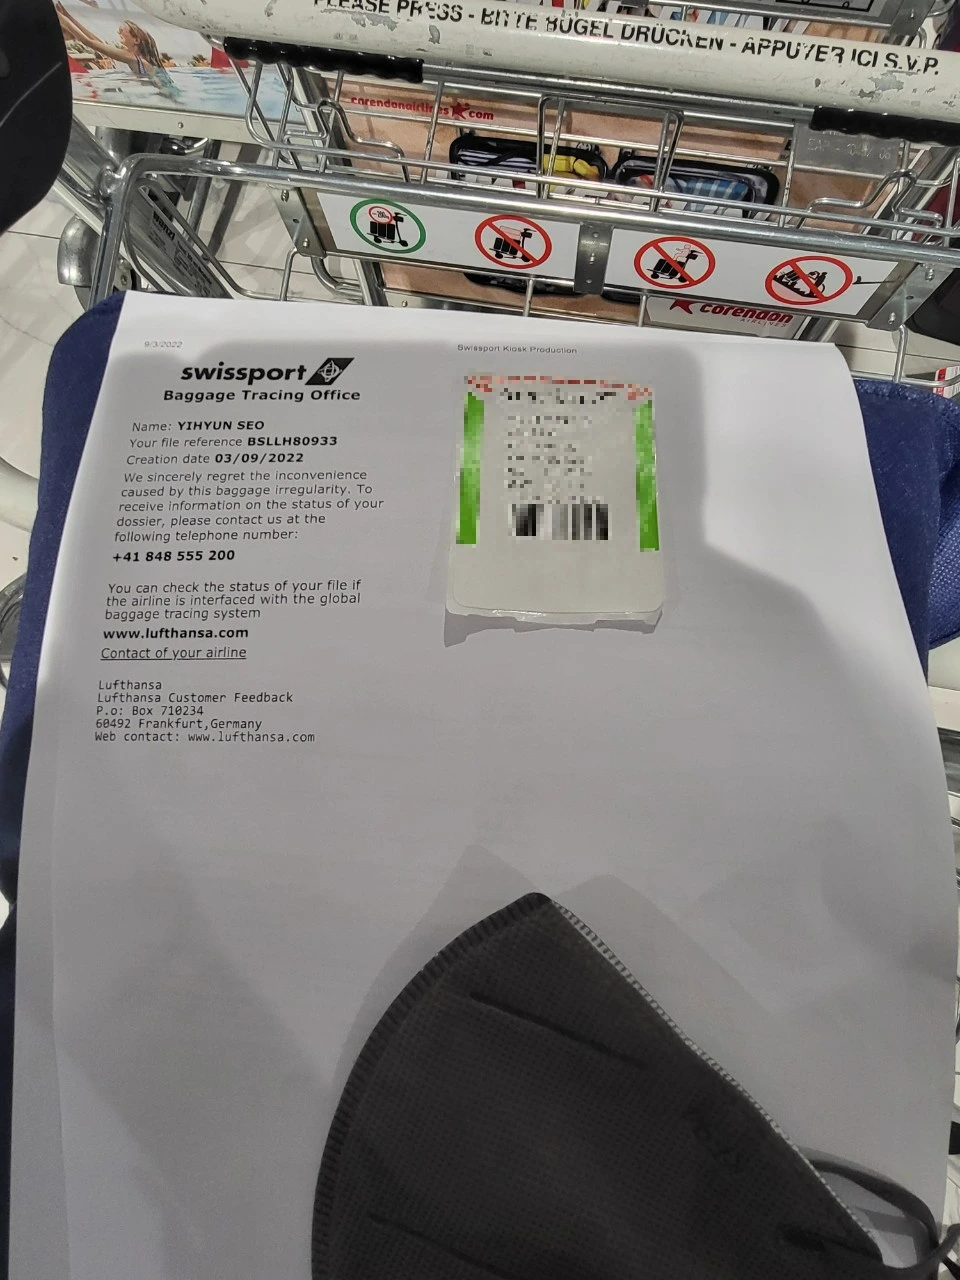 PLEASE PRESS - BITTE BÜGEL DRÜCKEN - APPUYER ICI S.V.P.
corendonairlines.com
wanzl
corendon
AIRLINES
9/3/2022
Swissport Kiosk Production
swissport
Baggage Tracing Office
Name: YIHYUN SEO
Your file reference BSLLH80933
Creation date 03/09/2022
We sincerely regret the inconvenience
caused by this baggage irregularity. To
receive information on the status of your
dossier, please contact us at the
following telephone number:
+41 848 555 200
You can check the status of your file if
the airline is interfaced with the global
baggage tracing system
www.lufthansa.com
Contact of your airline
Lufthansa
Lufthansa Customer Feedback
P.o: Box 710234
60492 Frankfurt,Germany
Web contact: www.lufthansa.com